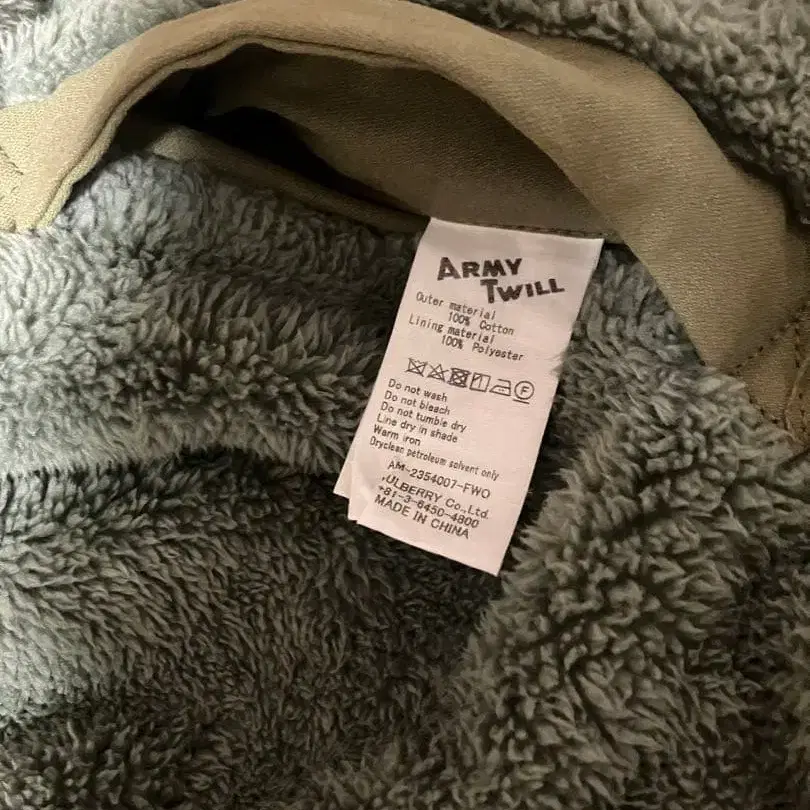 ARMY
TWILL
Outer material
100% Cotton
Lining material
100% Polyester
F
Do not wash
Do not bleach
Do not tumble dry
Line dry in shade
Warm iron
Dryclean petroleum solvent only
AM-2354007-FWO
ULBERRY Co., Ltd.
+81-3-6450-4800
MADE IN CHINA